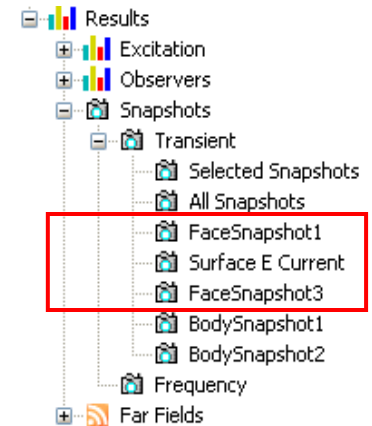 Results
Excitation
Observers
Snapshots
Transient
Selected Snapshots
All Snapshots
FaceSnapshot1
Surface E Current
FaceSnapshot3
BodySnapshot1
BodySnapshot2
Frequency
Far Fields